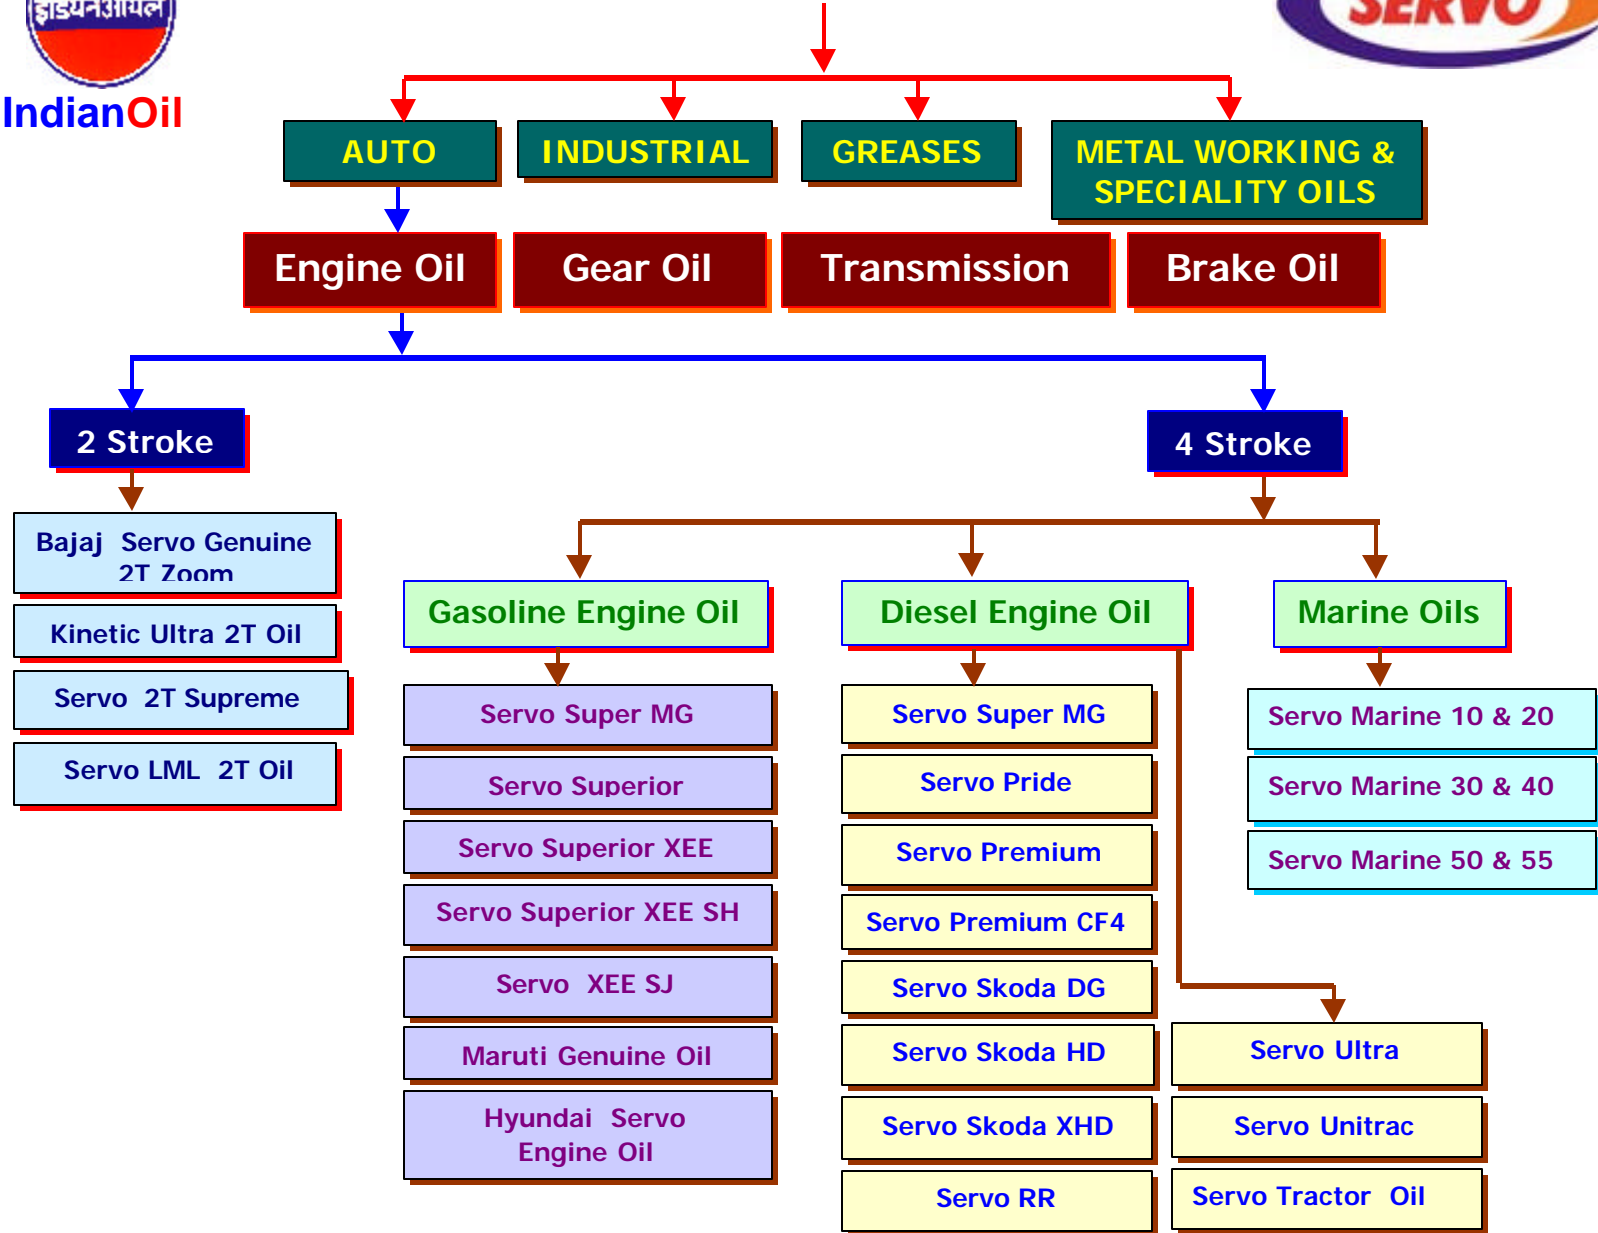 इंडियनऑयल
SERVO
IndianOil
AUTO
INDUSTRIAL
GREASES
METAL WORKING &
SPECIALITY OILS
Engine Oil
Gear Oil
Transmission
Brake Oil
2 Stroke
4 Stroke
Bajaj Servo Genuine
2T Zoom
Kinetic Ultra 2T Oil
Servo 2T Supreme
Servo LML 2T Oil
Gasoline Engine Oil
Servo Super MG
Servo Superior
Servo Superior XEE
Servo Superior XEE SH
Servo XEE SJ
Maruti Genuine Oil
Hyundai Servo
Engine Oil
Diesel Engine Oil
Servo Super MG
Servo Pride
Servo Premium
Servo Premium CF4
Servo Skoda DG
Servo Skoda HD
Servo Skoda XHD
Servo RR
Servo Ultra
Servo Unitrac
Servo Tractor Oil
Marine Oils
Servo Marine 10 & 20
Servo Marine 30 & 40
Servo Marine 50 & 55